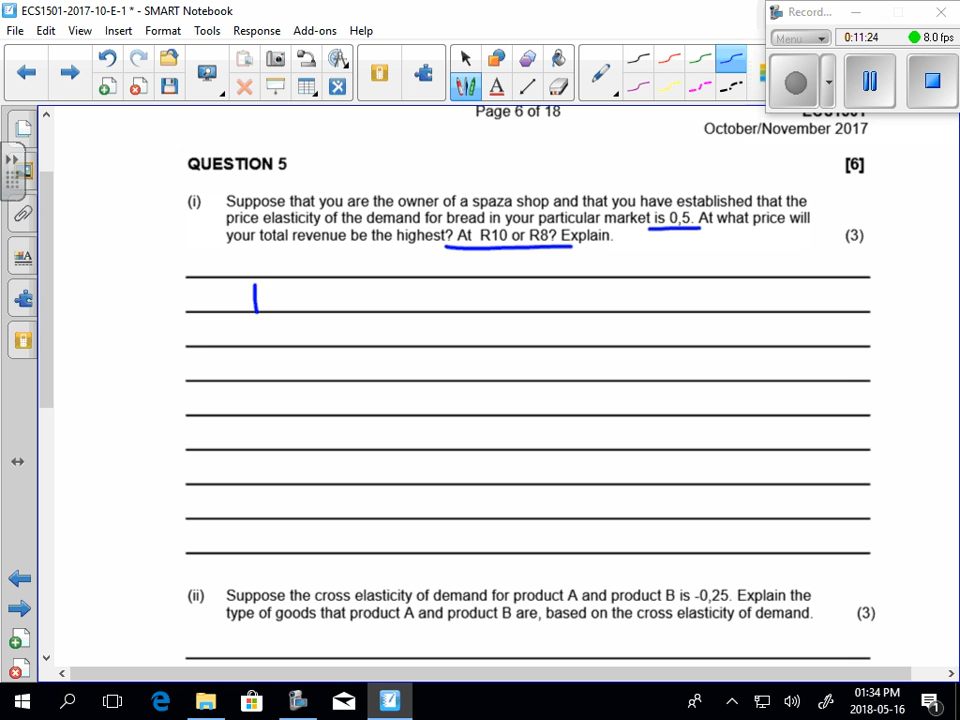 ECS1501-2017-10-E-1 * - SMART Notebook
Record...
File Edit View Insert Format Tools Response Add-ons Help
Menu
0:11:24
8.0 fps
Page 6 of 18
October/November 2017
QUESTION 5 [6]
(i) Suppose that you are the owner of a spaza shop and that you have established that the
price elasticity of the demand for bread in your particular market is 0,5. At what price will
your total revenue be the highest? At R10 or R8? Explain. (3)
(ii) Suppose the cross elasticity of demand for product A and product B is -0,25. Explain the
type of goods that product A and product B are, based on the cross elasticity of demand. (3)
01:34 PM
2018-05-16
1